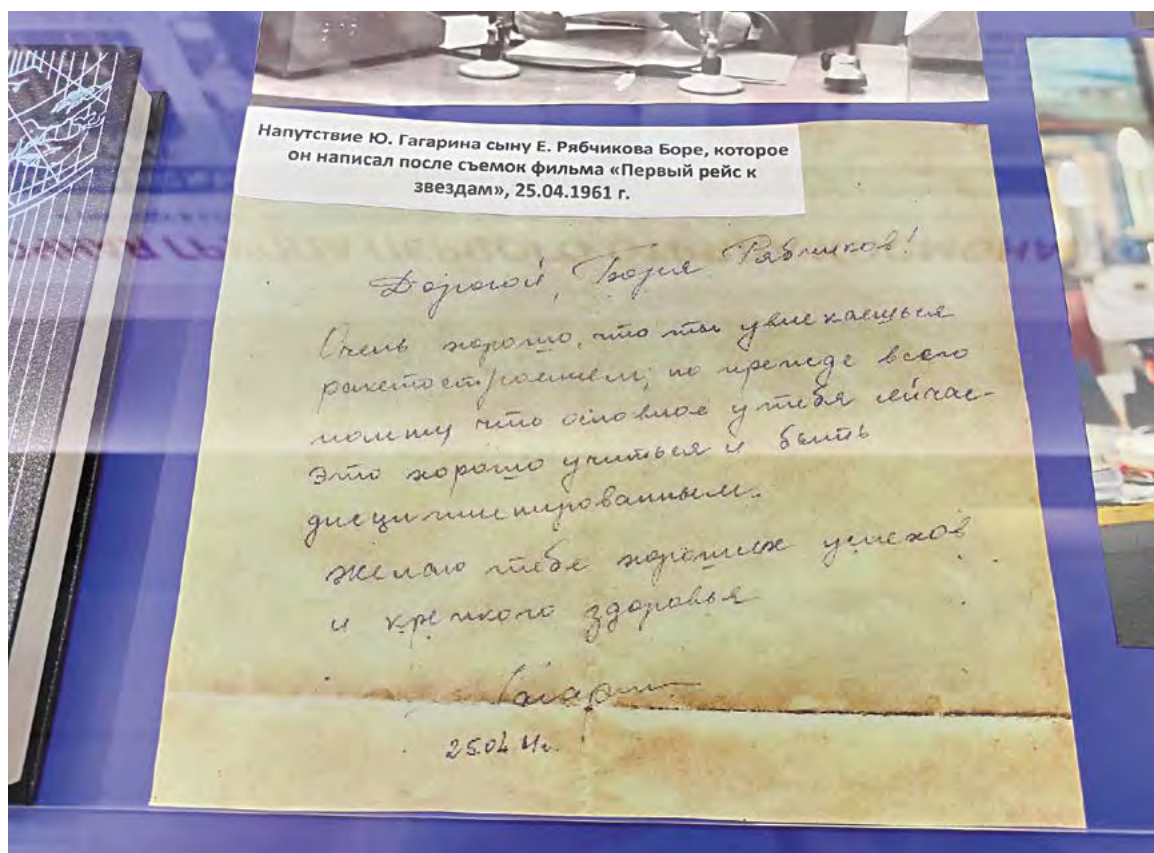 Напутствие Ю. Гагарина сыну Е. Рябчикова Боре, которое
он написал после съемок фильма «Первый рейс к
звездам», 25.04.1961 г.
Дорогой, Боря Рябчиков!
Очень хорошо, что ты увлекаешься
ракетостроением, но прежде всего
помни, что основное у тебя сейчас-
Это хорошо учиться и быть
дисциплинированным.
Желаю тебе хороших успехов
и крепкого здоровья
Гагарин
25.04